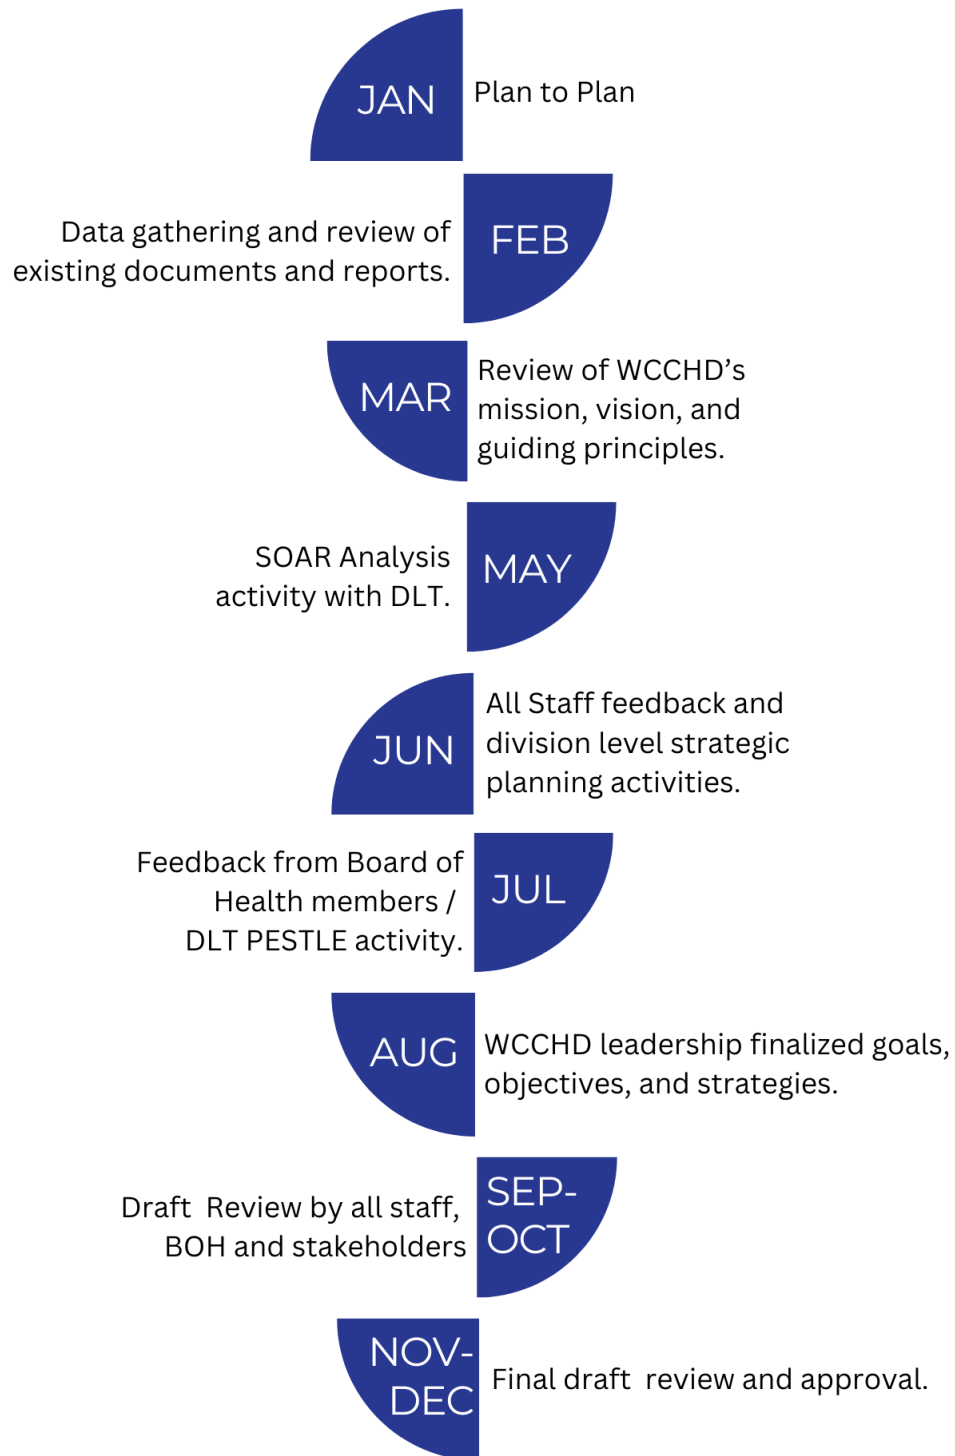 JAN
Plan to Plan
FEB
Data gathering and review of
existing documents and reports.
MAR
Review of WCCHD’s
mission, vision, and
guiding principles.
MAY
SOAR Analysis
activity with DLT.
JUN
All Staff feedback and
division level strategic
planning activities.
JUL
Feedback from Board of
Health members /
DLT PESTLE activity.
AUG
WCCHD leadership finalized goals,
objectives, and strategies.
SEP-
OCT
Draft  Review by all staff,
BOH and stakeholders
NOV-
DEC
Final draft  review and approval.